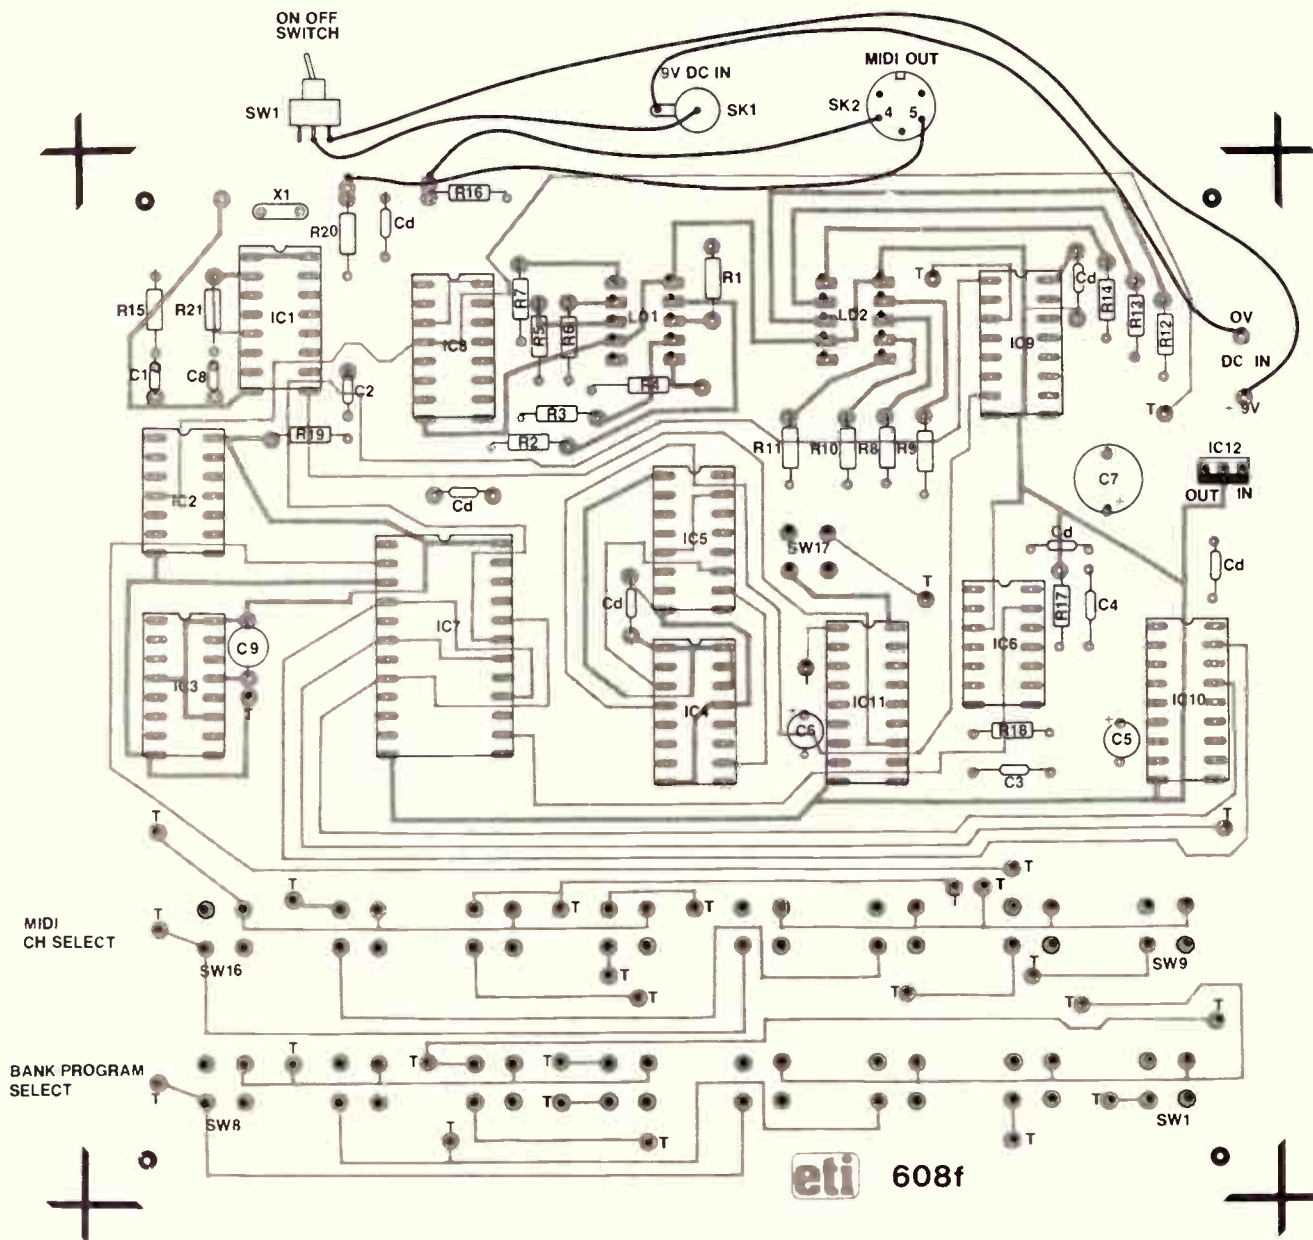 ON OFF
SWITCH
SW1
9V DC IN
SK1
MIDI OUT
SK2
4
5
X1
R16
R20
Cd
R15
R21
IC1
C1
C8
C2
R19
IC8
R7
R5
R6
LD1
R1
R4
R3
R2
LD2
T
IC9
Cd
R14
R13
R12
T
0V
DC IN
+ 9V
R11
R10
R8
R9
C7
+
IC12
OUT
IN
IC2
Cd
IC5
SW17
T
Cd
R17
C4
Cd
IC7
Cd
IC6
IC3
C9
T
IC4
T
C6
IC11
R18
C3
+
C5
IC10
T
T
T
MIDI
CH SELECT
T
T
T
T
T
T
SW16
T
T
T
T
SW9
T
T
BANK PROGRAM
SELECT
T
T
T
T
T
T
SW8
T
T
T
T
SW1
eti
608f